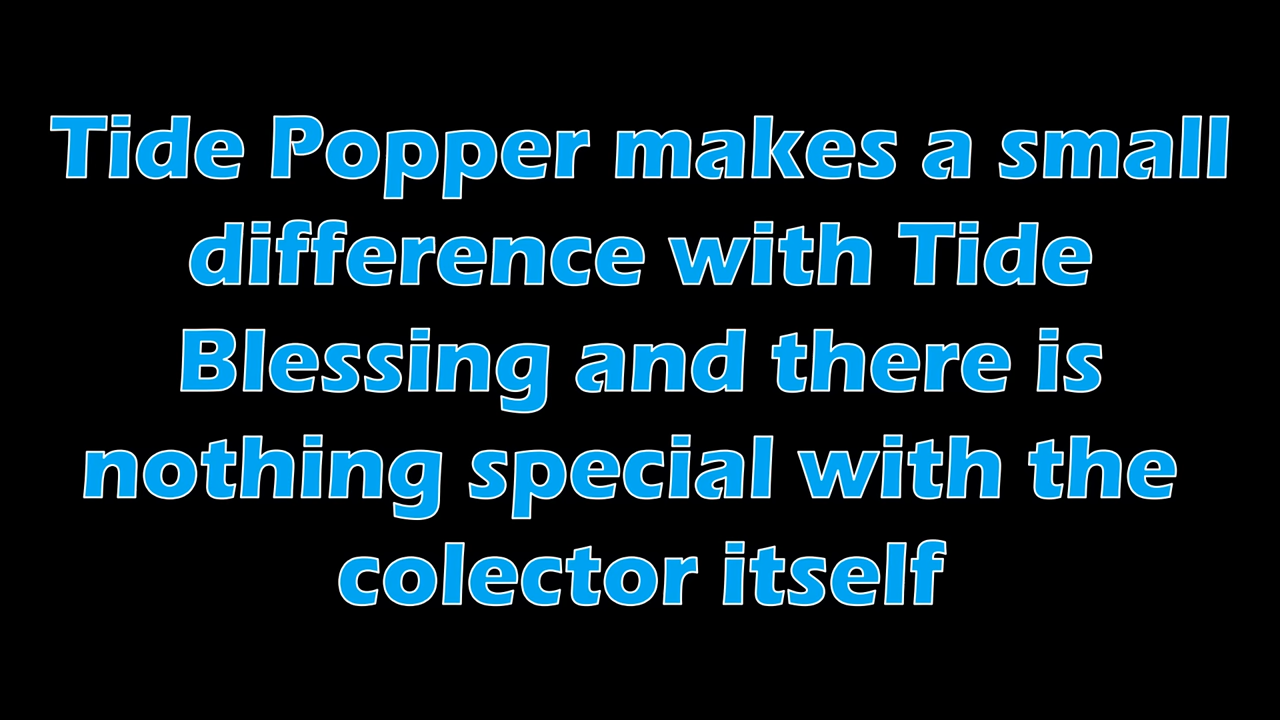 Tide Popper makes a small
difference with Tide
Blessing and there is
nothing special with the
colector itself